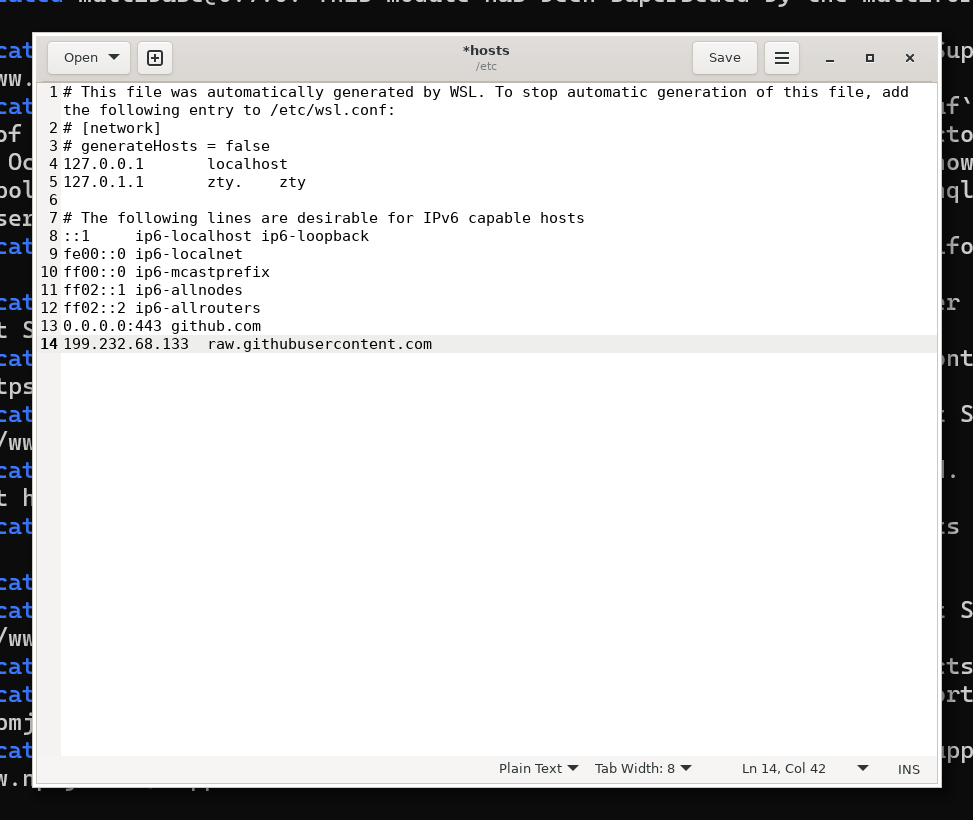 *hosts
Open
/etc
Save
1 # This file was automatically generated by WSL. To stop automatic generation of this file, add
the following entry to /etc/wsl.conf:
2 # [network]
3 # generateHosts = false
4 127.0.0.1       localhost
5 127.0.1.1       zty.    zty
6
7 # The following lines are desirable for IPv6 capable hosts
8 ::1     ip6-localhost ip6-loopback
9 fe00::0 ip6-localnet
10 ff00::0 ip6-mcastprefix
11 ff02::1 ip6-allnodes
12 ff02::2 ip6-allrouters
13 0.0.0.0:443 github.com
14 199.232.68.133  raw.githubusercontent.com
Plain Text Tab Width: 8 Ln 14, Col 42 INS